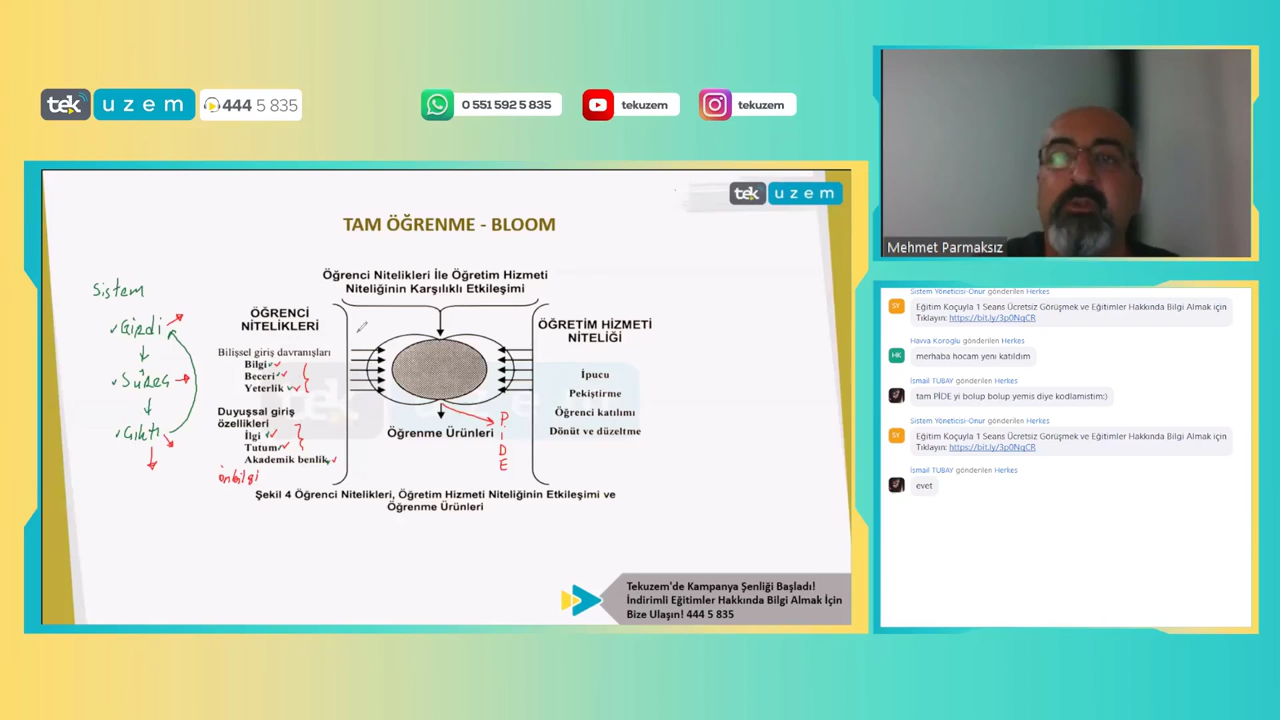 tek uzem 444 5 835
0 551 592 5 835
tekuzem
tekuzem
tek uzem
TAM ÖĞRENME - BLOOM
Öğrenci Nitelikleri İle Öğretim Hizmeti
Niteliğinin Karşılıklı Etkileşimi
Sistem
Girdi
Süreç
Çıktı
ÖĞRENCİ
NİTELİKLERİ
Bilişsel giriş davranışları
Bilgi
Beceri
Yeterlik
Duyuşsal giriş
özellikleri
İlgi
Tutum
Akademik benlik
önbilgi
Öğrenme Ürünleri
P
İ
D
E
ÖĞRETİM HİZMETİ
NİTELİĞİ
İpucu
Pekiştirme
Öğrenci katılımı
Dönüt ve düzeltme
tek uzem
Şekil 4 Öğrenci Nitelikleri, Öğretim Hizmeti Niteliğinin Etkileşimi ve
Öğrenme Ürünleri
Tekuzem'de Kampanya Şenliği Başladı!
İndirimli Eğitimler Hakkında Bilgi Almak İçin
Bize Ulaşın! 444 5 835
Mehmet Parmaksız
Sistem Yöneticisi-Onur gönderilen Herkes
SY
Eğitim Koçuyla 1 Seans Ücretsiz Görüşmek ve Eğitimler Hakkında Bilgi Almak için
Tıklayın: https://bit.ly/3p0NqCR
Havva Koroglu gönderilen Herkes
HK
merhaba hocam yeni katıldım
İsmail TUBAY gönderilen Herkes
tam PİDE yi bolup bolup yemis diye kodlamistim:)
Sistem Yöneticisi-Onur gönderilen Herkes
SY
Eğitim Koçuyla 1 Seans Ücretsiz Görüşmek ve Eğitimler Hakkında Bilgi Almak için
Tıklayın: https://bit.ly/3p0NqCR
İsmail TUBAY gönderilen Herkes
evet